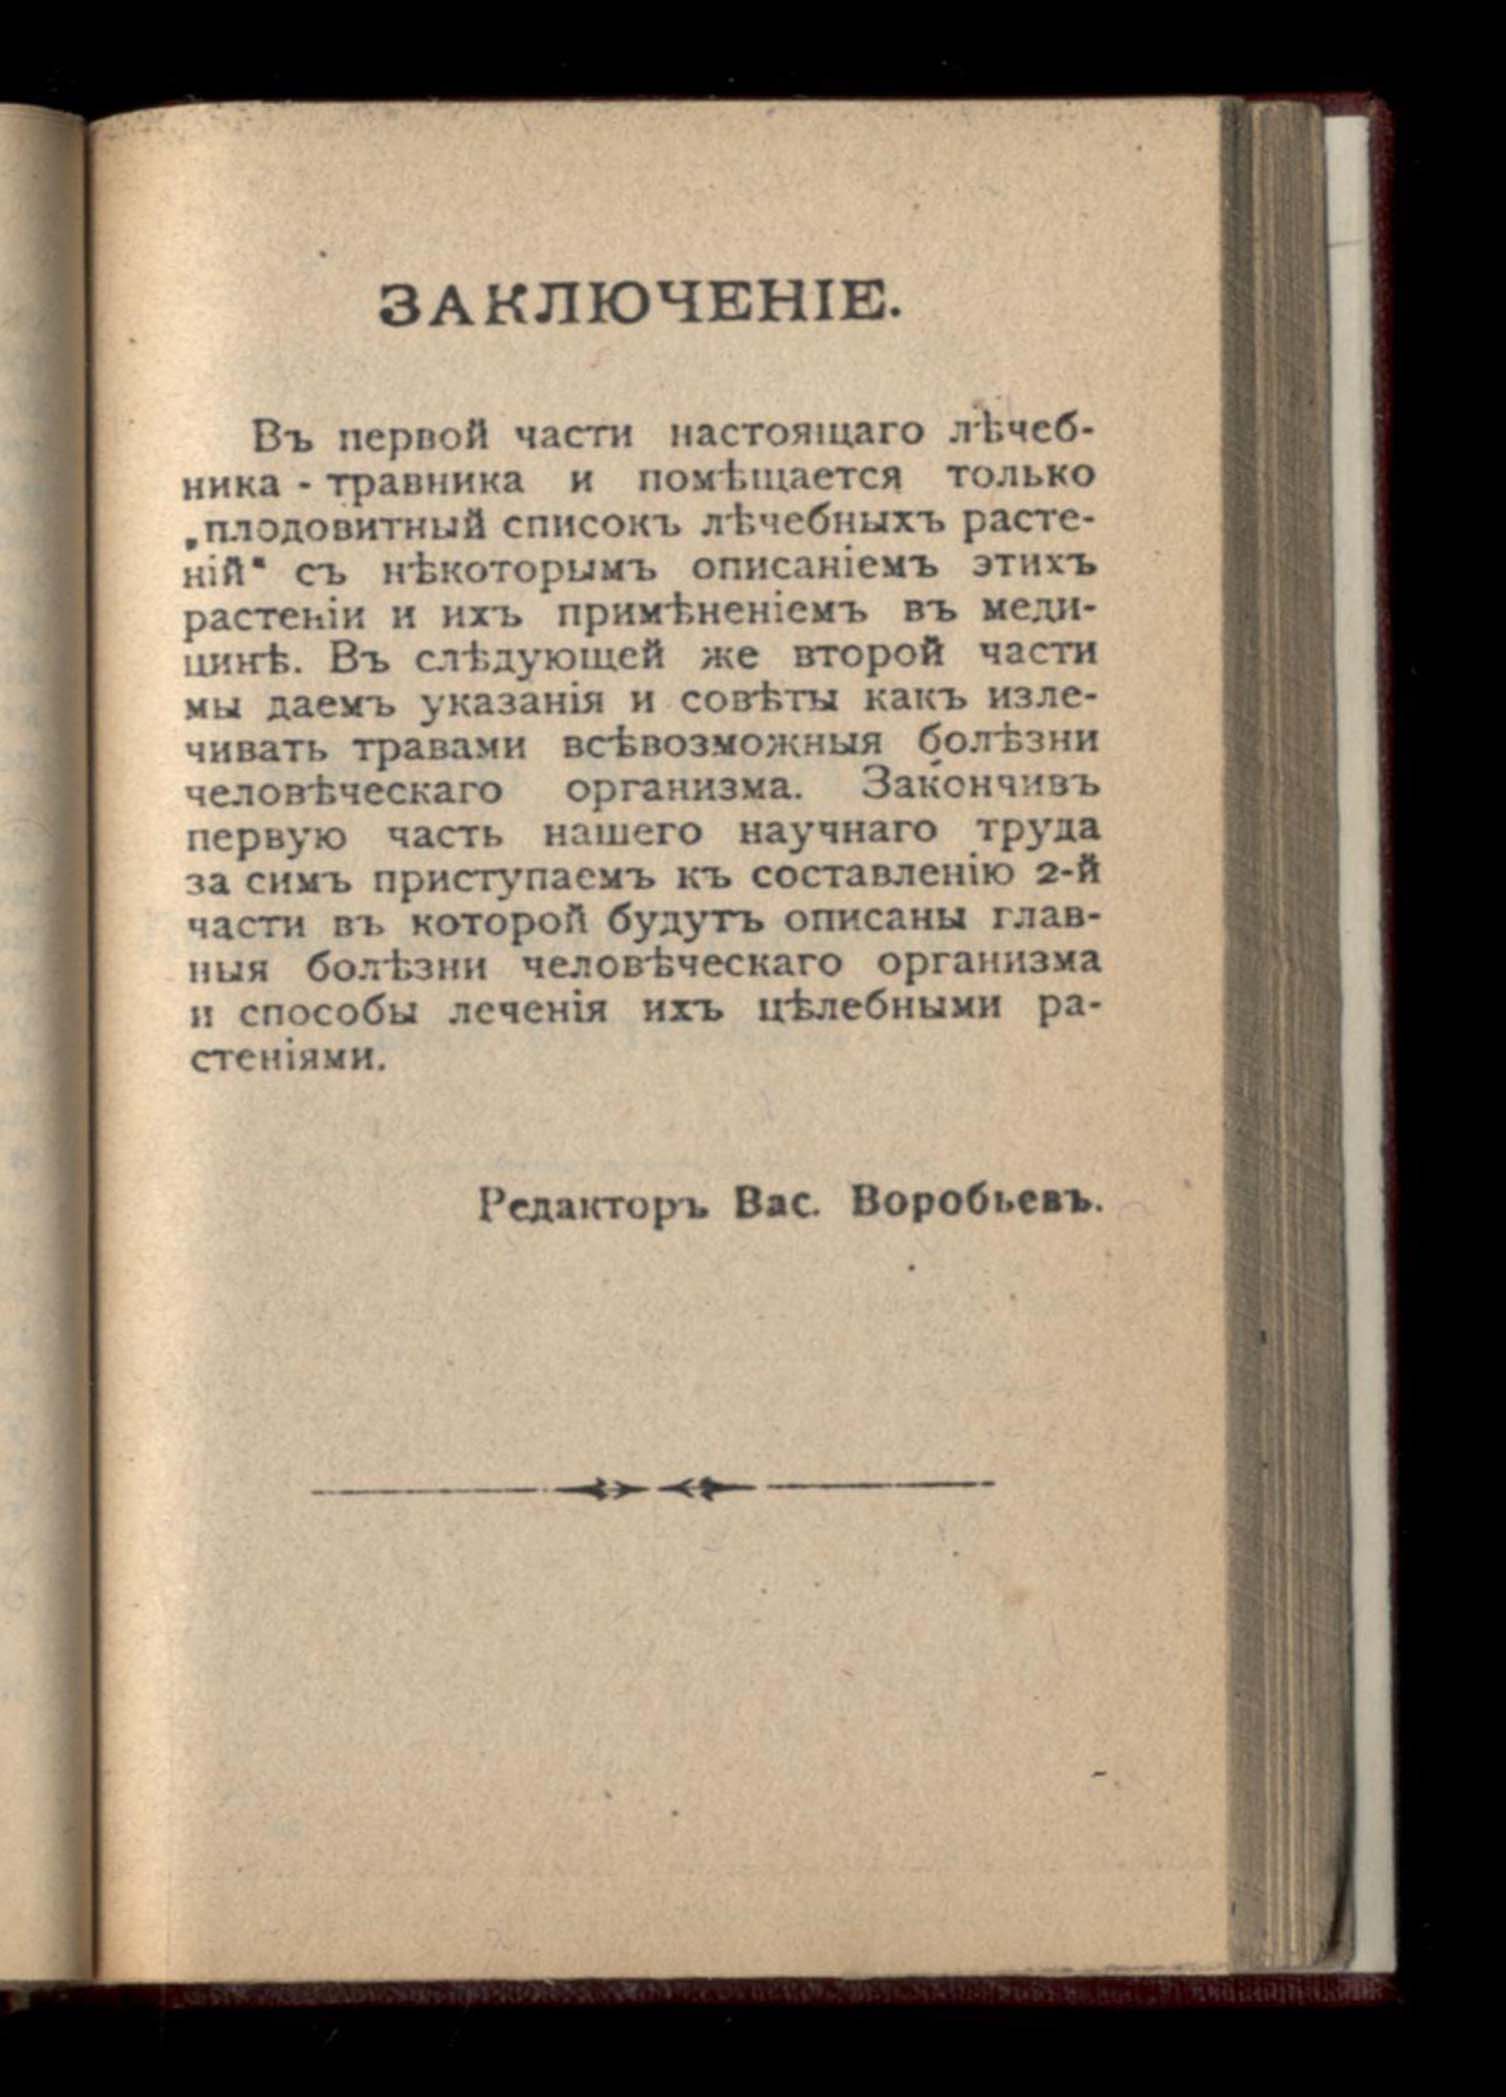 ЗАКЛЮЧЕНІЕ.
Въ первой части настоящаго лѣчеб-
ника - травника и помѣщается только
„плодовитный списокъ лѣчебныхъ расте-
ній“ съ нѣкоторымъ описаніемъ этихъ
растеніи и ихъ примѣненіемъ въ меди-
цинѣ. Въ слѣдующей же второй части
мы даемъ указанія и совѣты какъ изле-
чивать травами всѣвозможныя болѣзни
человѣческаго организма. Закончивъ
первую часть нашего научнаго труда
за симъ приступаемъ къ составленію 2-й
части въ которой будутъ описаны глав-
ныя болѣзни человѣческаго организма
и способы леченія ихъ цѣлебными ра-
стеніями.
Редакторъ Вас. Воробьевъ.